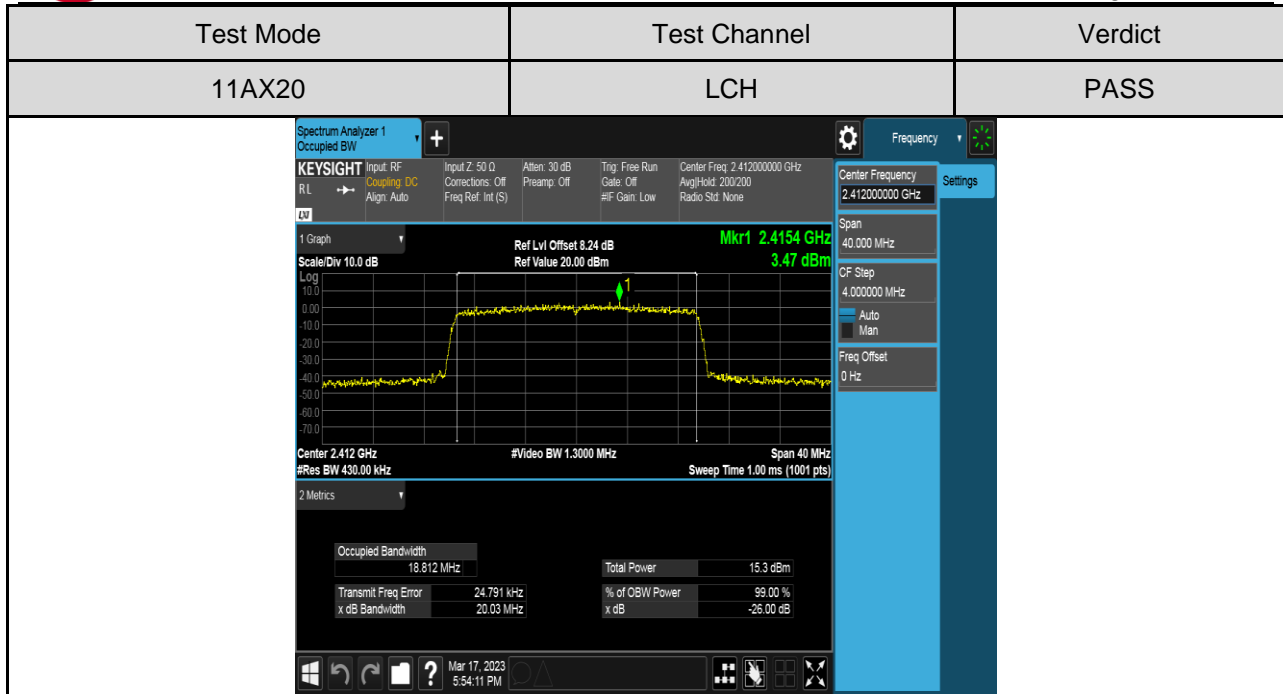 Test Mode Test Channel Verdict
11AX20 LCH PASS
Spectrum Analyzer 1
Occupied BW
+
Frequency
KEYSIGHT Input: RF Input Z: 50 Ω Atten: 30 dB Trig: Free Run Center Freq: 2.412000000 GHz
RL Coupling: DC Corrections: Off Preamp: Off Gate: Off Avg|Hold: 200/200
Align: Auto Freq Ref: Int (S) #IF Gain: Low Radio Std: None
LXI
Center Frequency
2.412000000 GHz
Settings
Span
40.000 MHz
CF Step
4.000000 MHz
Auto
Man
Freq Offset
0 Hz
1 Graph Ref Lvl Offset 8.24 dB Mkr1 2.4154 GHz
Scale/Div 10.0 dB Ref Value 20.00 dBm 3.47 dBm
Log
10.0
0.00
-10.0
-20.0
-30.0
-40.0
-50.0
-60.0
-70.0
1
Center 2.412 GHz #Video BW 1.3000 MHz Span 40 MHz
#Res BW 430.00 kHz Sweep Time 1.00 ms (1001 pts)
2 Metrics
Occupied Bandwidth
18.812 MHz Total Power 15.3 dBm
Transmit Freq Error 24.791 kHz % of OBW Power 99.00 %
x dB Bandwidth 20.03 MHz x dB -26.00 dB
? Mar 17, 2023
5:54:11 PM